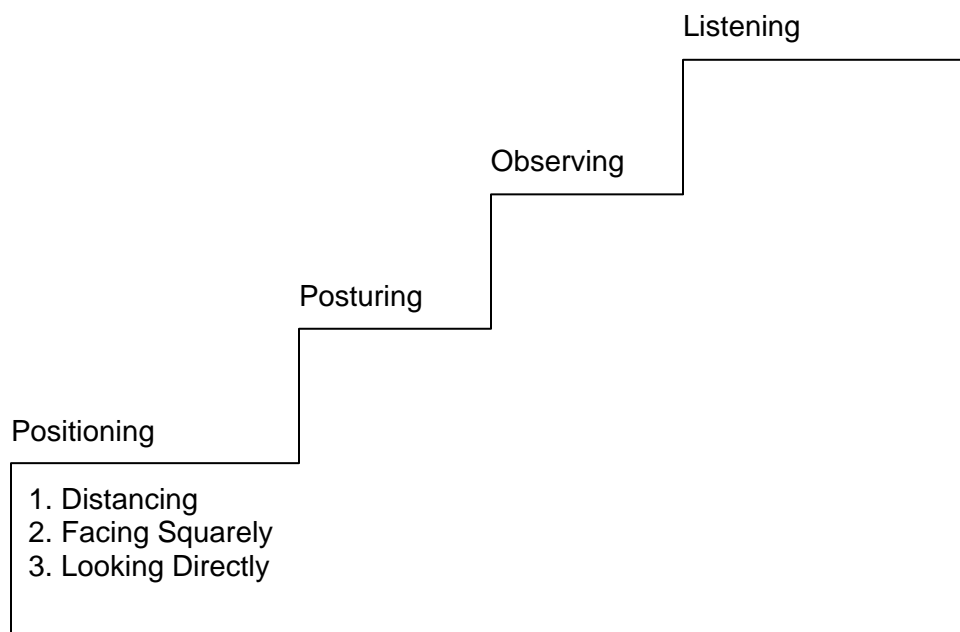 Listening
Observing
Posturing
Positioning
1. Distancing
2. Facing Squarely
3. Looking Directly